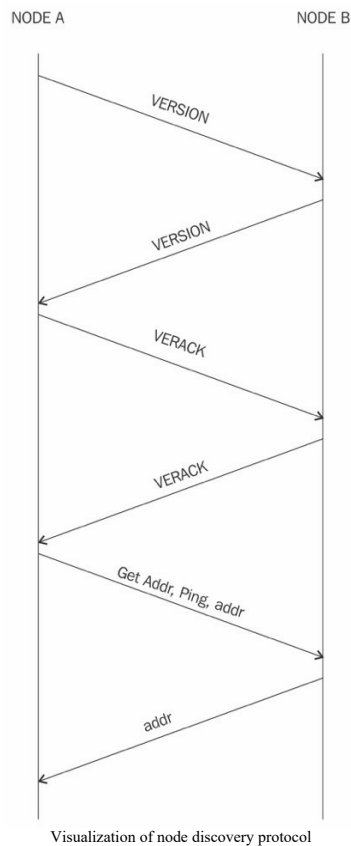 NODE A NODE B
VERSION
VERSION
VERACK
VERACK
Get Addr, Ping, addr
addr
Visualization of node discovery protocol